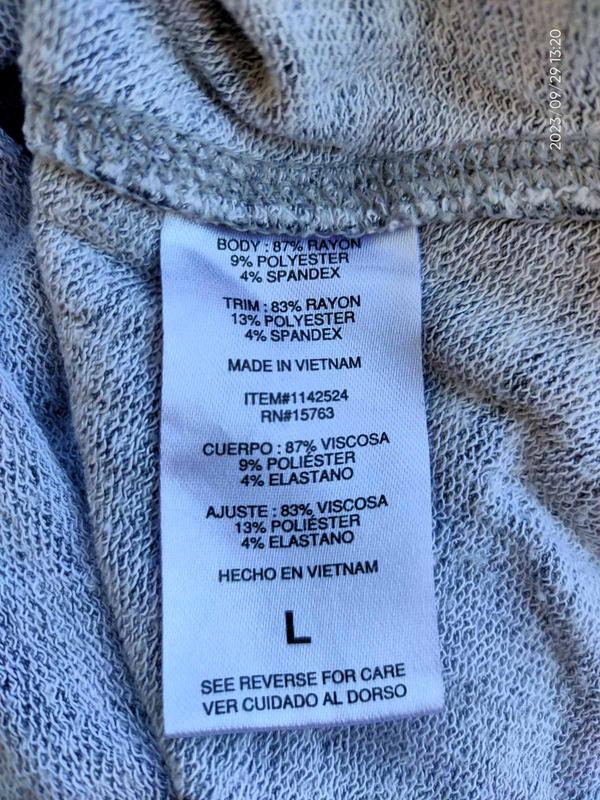 BODY : 87% RAYON
9% POLYESTER
4% SPANDEX
TRIM : 83% RAYON
13% POLYESTER
4% SPANDEX
MADE IN VIETNAM
ITEM#1142524
RN#15763
CUERPO : 87% VISCOSA
9% POLIÉSTER
4% ELASTANO
AJUSTE : 83% VISCOSA
13% POLIÉSTER
4% ELASTANO
HECHO EN VIETNAM
L
SEE REVERSE FOR CARE
VER CUIDADO AL DORSO
2023/09/29 13:20